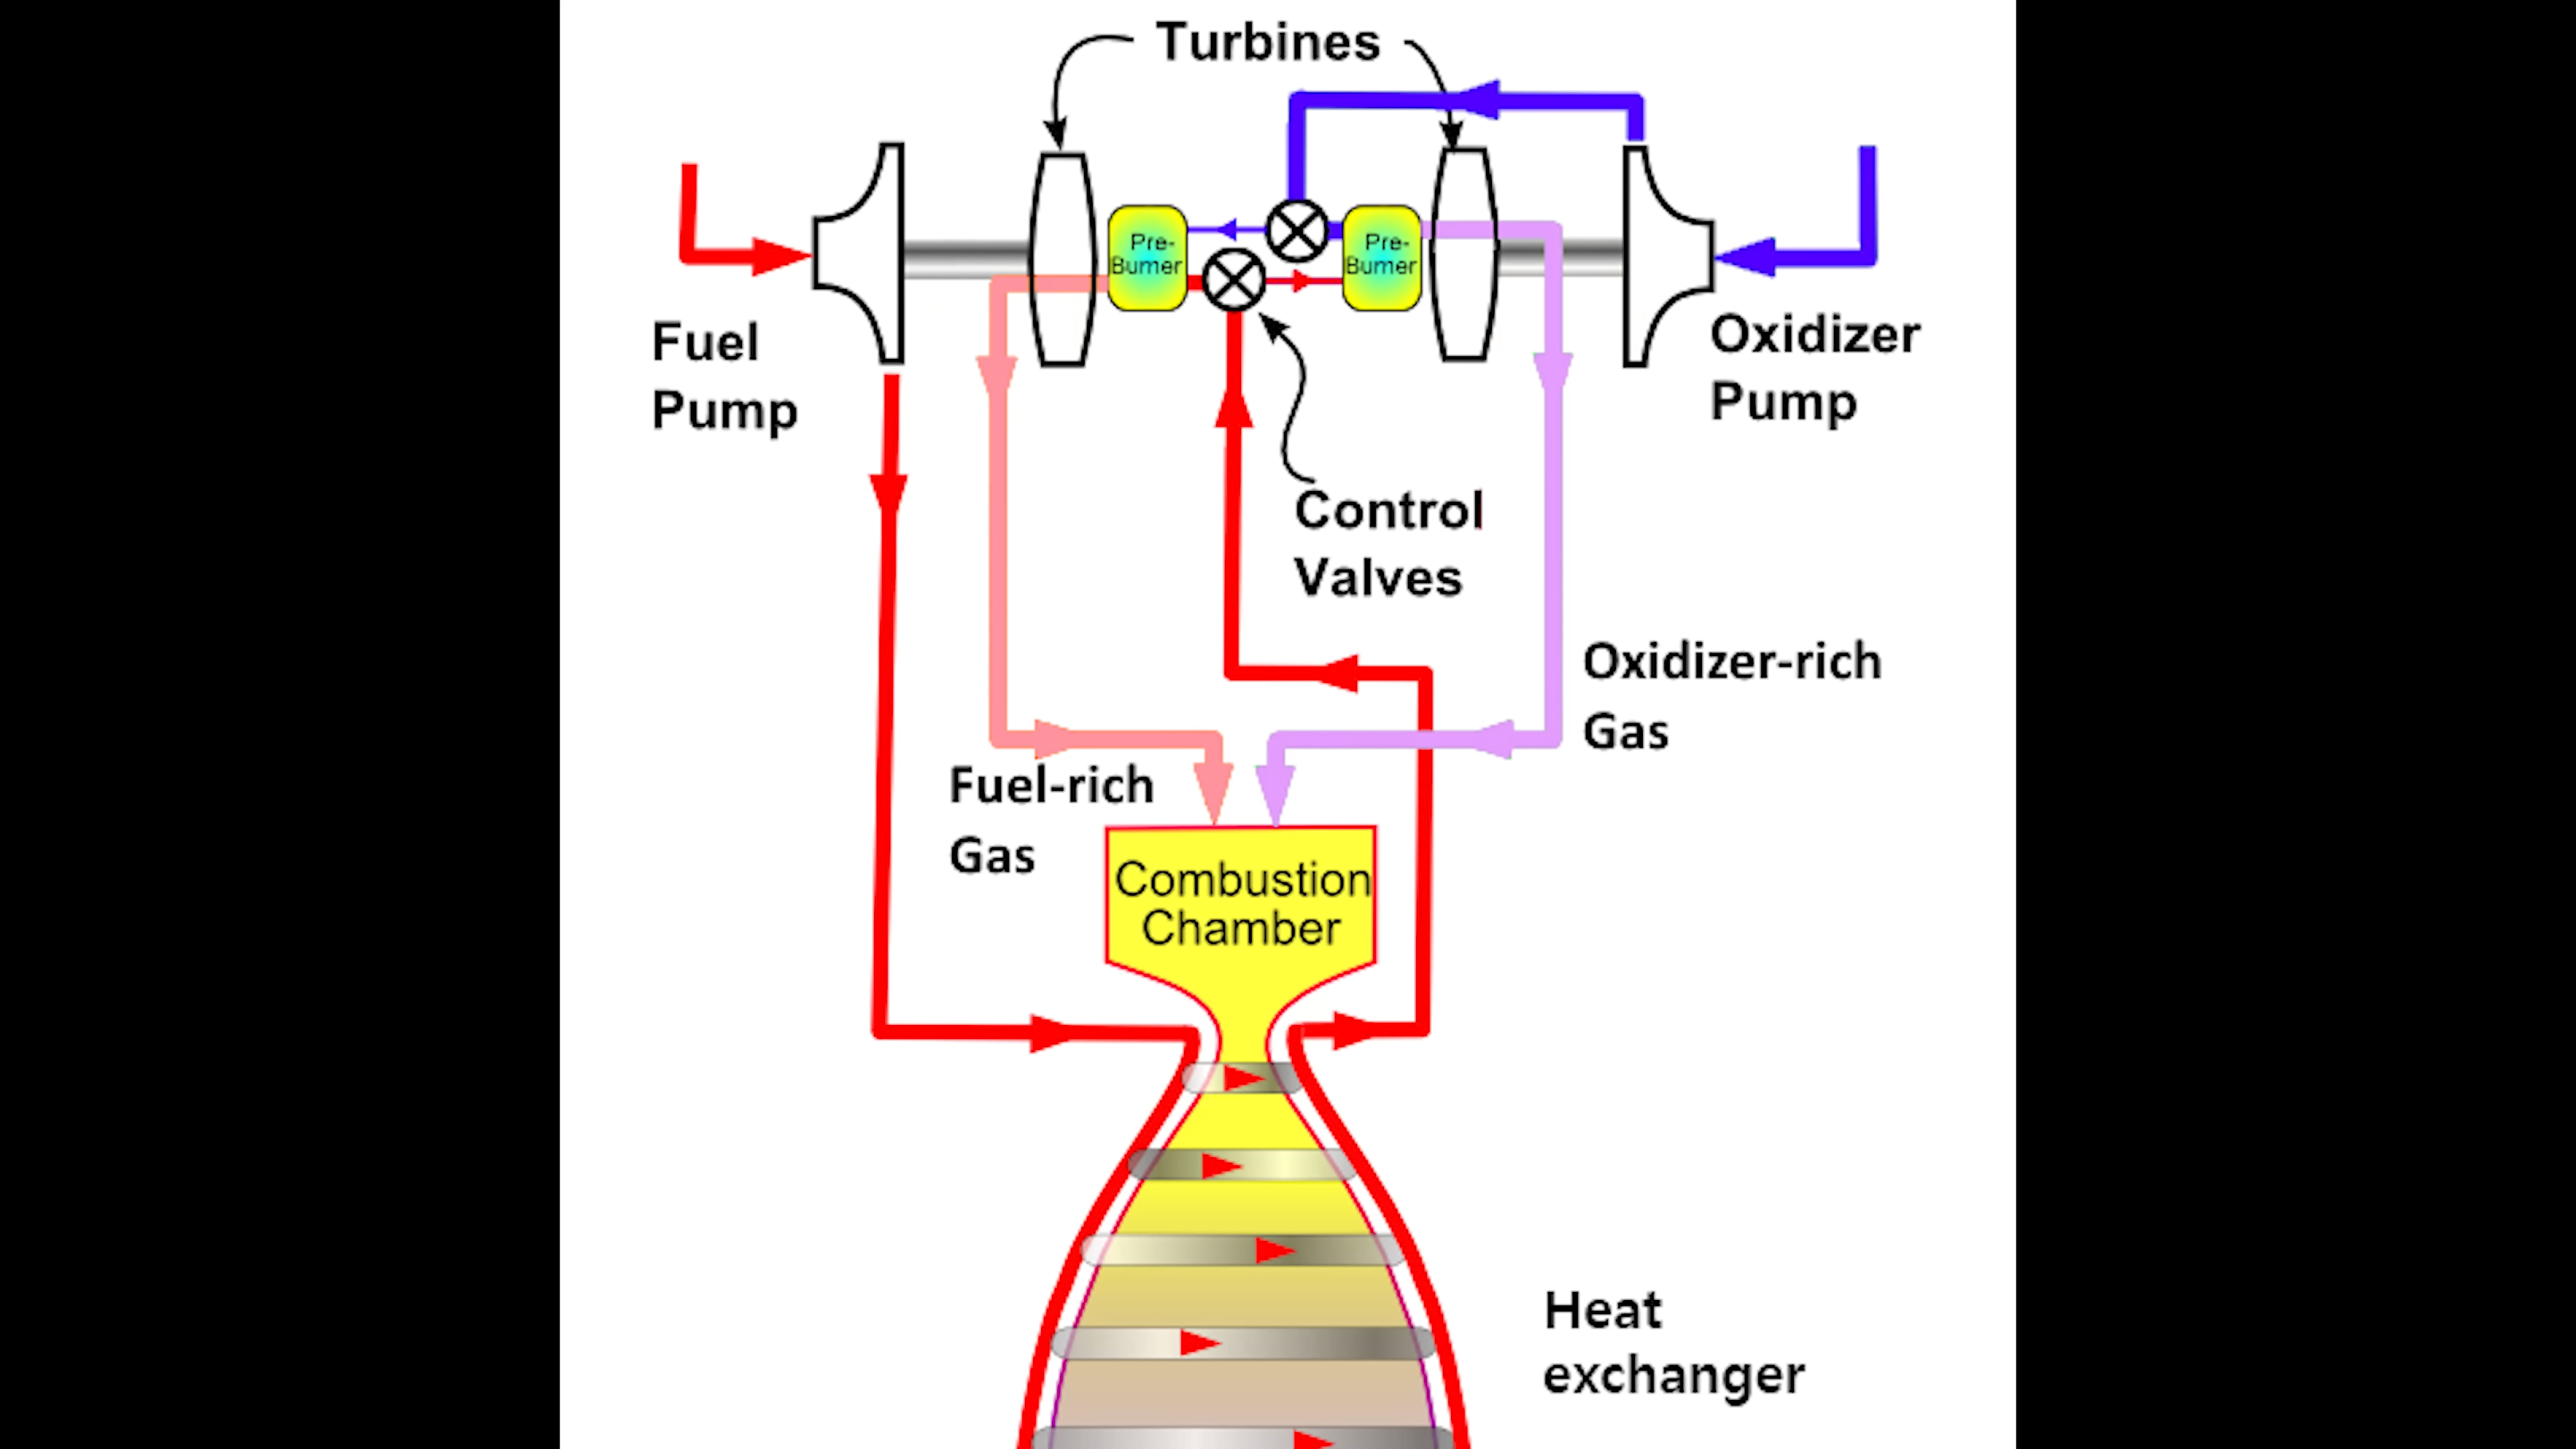 Turbines
Pre-
Burner
Pre-
Burner
Fuel
Pump
Oxidizer
Pump
Control
Valves
Oxidizer-rich
Gas
Fuel-rich
Gas
Combustion
Chamber
Heat
exchanger